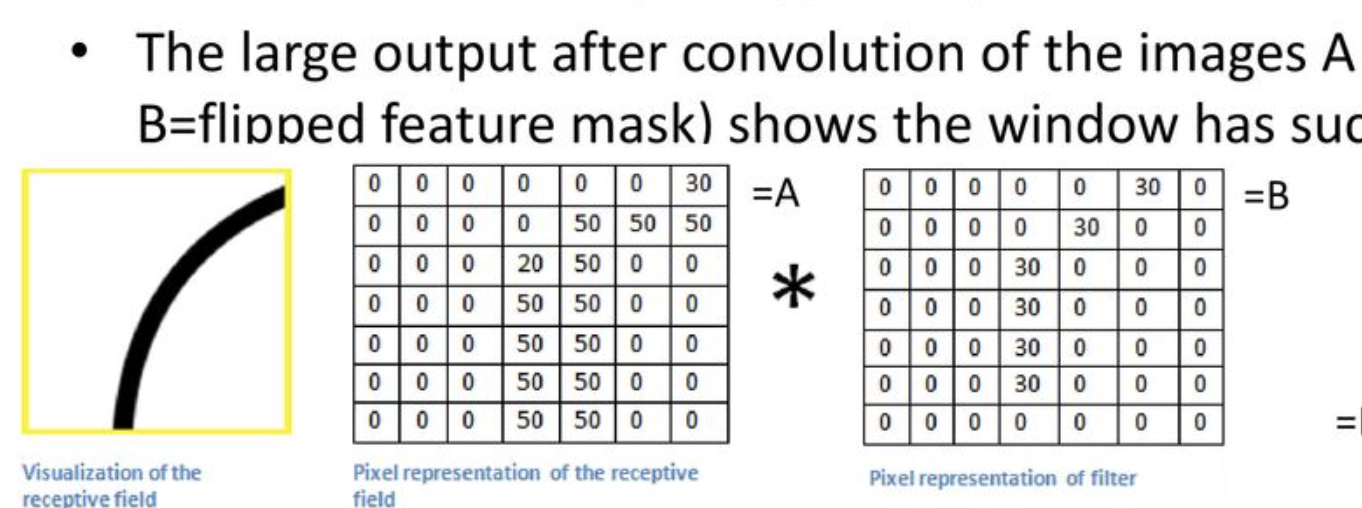 • The large output after convolution of the images A
B=flipped feature mask) shows the window has suc
0 0 0 0 0 0 30
0 0 0 0 50 50 50
0 0 0 20 50 0 0
0 0 0 50 50 0 0
0 0 0 50 50 0 0
0 0 0 50 50 0 0
0 0 0 50 50 0 0
=A
*
0 0 0 0 0 30 0
0 0 0 0 30 0 0
0 0 0 30 0 0 0
0 0 0 30 0 0 0
0 0 0 30 0 0 0
0 0 0 30 0 0 0
0 0 0 0 0 0 0
=B
=
Visualization of the
receptive field
Pixel representation of the receptive
field
Pixel representation of filter